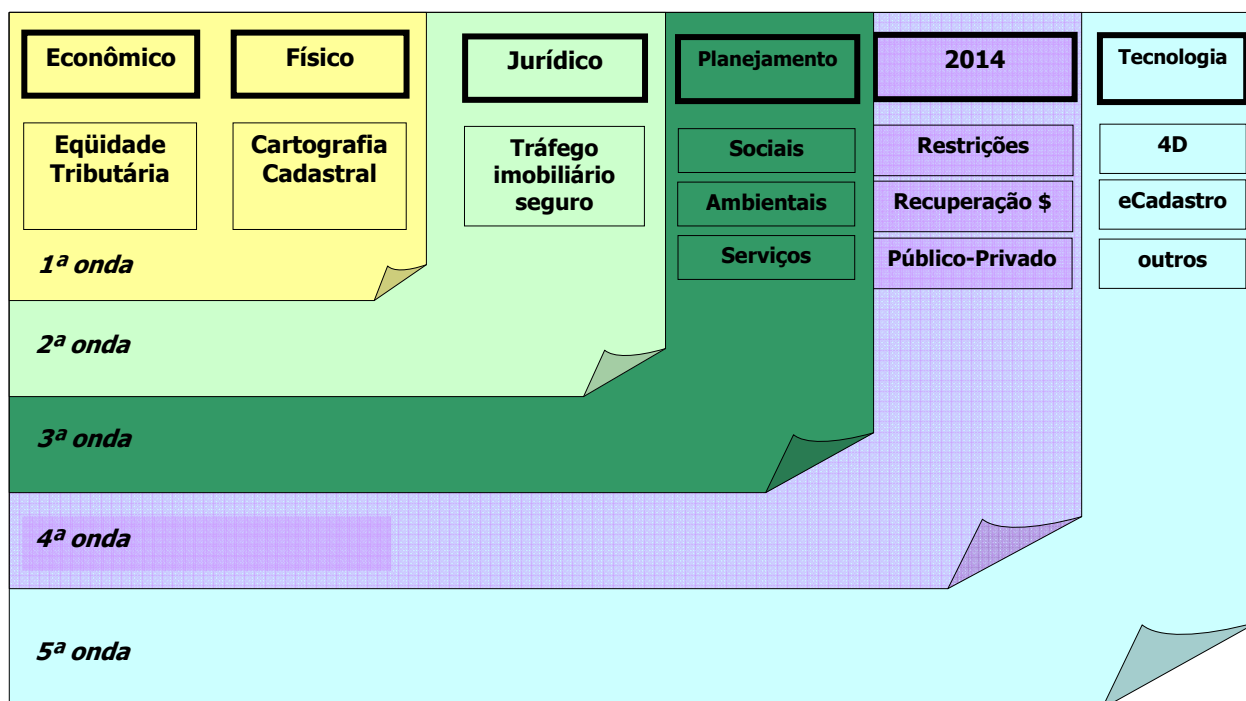 Econômico
Físico
Jurídico
Planejamento
2014
Tecnologia
Eqüidade
Tributária
Cartografia
Cadastral
Tráfego
imobiliário
seguro
Sociais
Ambientais
Serviços
Restrições
Recuperação $
Público-Privado
4D
eCadastro
outros
1ª onda
2ª onda
3ª onda
4ª onda
5ª onda